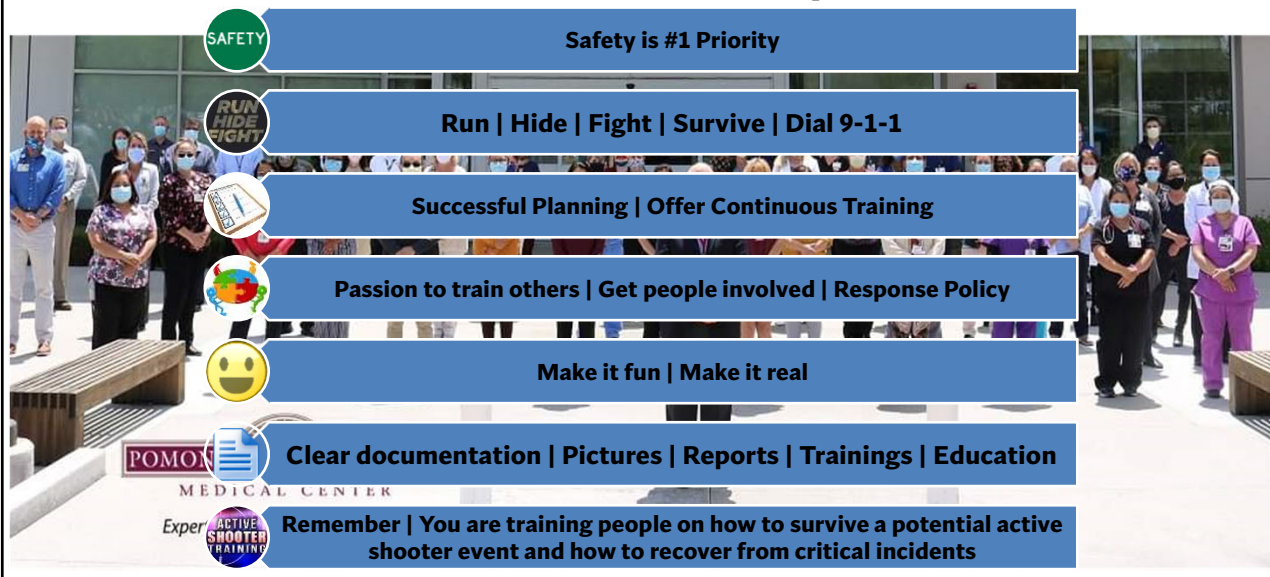 SAFETY
Safety is #1 Priority
RUN
HIDE
FIGHT
Run | Hide | Fight | Survive | Dial 9-1-1
Successful Planning | Offer Continuous Training
Passion to train others | Get people involved | Response Policy
Make it fun | Make it real
Clear documentation | Pictures | Reports | Trainings | Education
MEDICAL CENTER
ACTIVE
SHOOTER
TRAINING
Remember | You are training people on how to survive a potential active
shooter event and how to recover from critical incidents